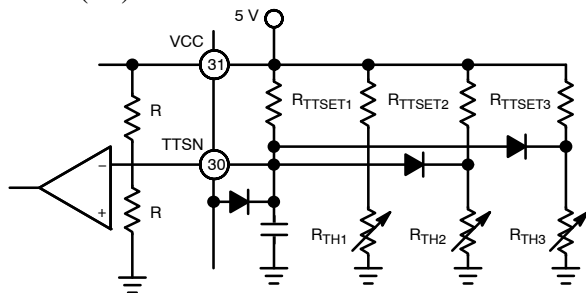 5 V
VCC
31
R
RTTSET1
RTTSET2
RTTSET3
TTSN
30
−
R
+
RTH1
RTH2
RTH3